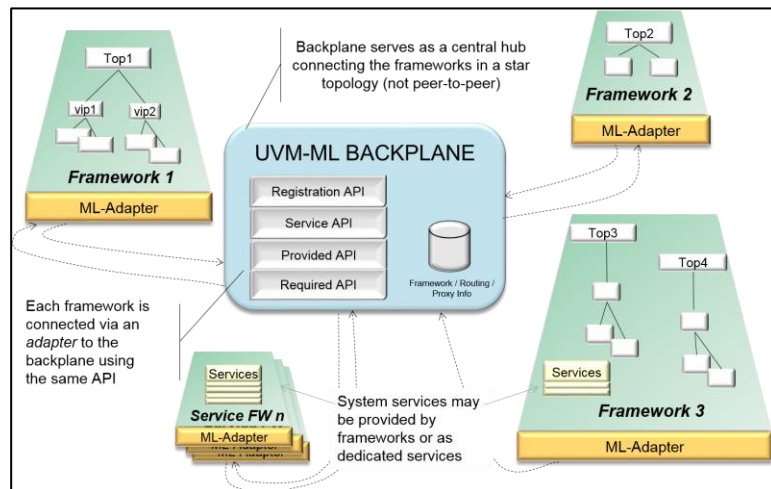 Top1
vip1
vip2
Framework 1
ML-Adapter
Backplane serves as a central hub
connecting the frameworks in a star
topology (not peer-to-peer)
Top2
Framework 2
ML-Adapter
UVM-ML BACKPLANE
Registration API
Service API
Provided API
Required API
Framework / Routing /
Proxy Info
Each framework is
connected via an
adapter to the
backplane using
the same API
Top3
Top4
Services
Framework 3
ML-Adapter
Services
Service FW n
ML-Adapter
ML-Adapter
System services may
be provided by
frameworks or as
dedicated services